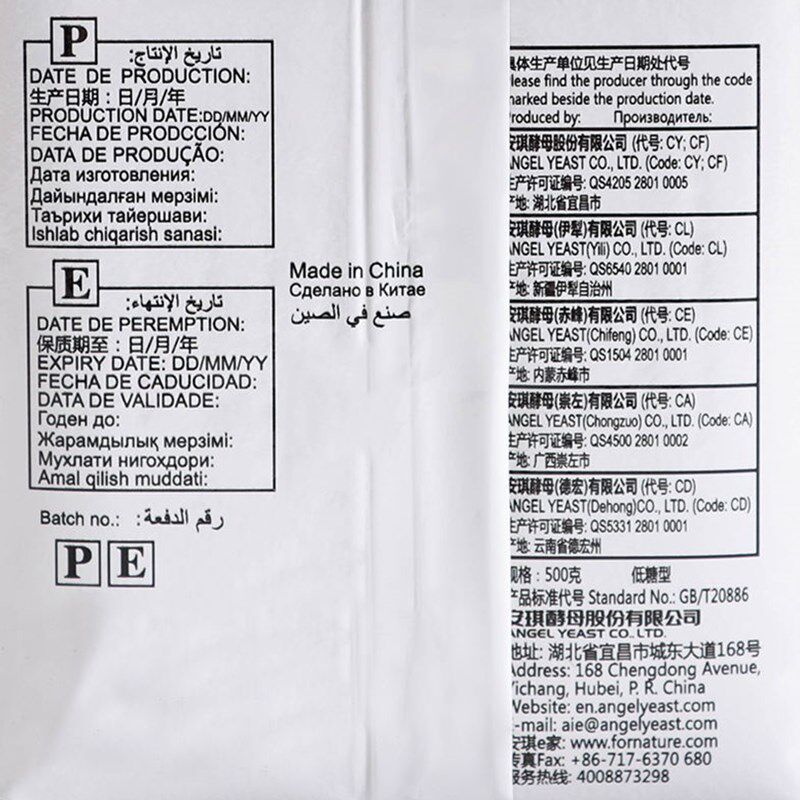 P
تاريخ الإنتاج:
DATE DE PRODUCTION:
生产日期：日/月/年
PRODUCTION DATE:DD/MM/YY
FECHA DE PRODCCIÓN:
DATA DE PRODUÇÃO:
Дата изготовления:
Дайындалған мерзімі:
Таърихи тайёршави:
Ishlab chiqarish sanasi:
E
تاريخ الإنتهاء:
DATE DE PEREMPTION:
保质期至：日/月/年
EXPIRY DATE: DD/MM/YY
FECHA DE CADUCIDAD:
DATA DE VALIDADE:
Годен до:
Жарамдылық мерзімі:
Мухлати нигохдори:
Amal qilish muddati:
Batch no.: رقم الدفعة:
P E
Made in China
Сделано в Китае
صنع في الصين
具体生产单位见生产日期处代号
lease find the producer through the code
marked beside the production date.
roduced by: Производитель:
安琪酵母股份有限公司 (代号: CY; CF)
ANGEL YEAST CO., LTD. (Code: CY; CF)
生产许可证编号: QS4205 2801 0005
产地: 湖北省宜昌市
安琪酵母(伊犁)有限公司 (代号: CL)
ANGEL YEAST(Yili) CO., LTD. (Code: CL)
生产许可证编号: QS6540 2801 0001
产地: 新疆伊犁自治州
安琪酵母(赤峰)有限公司 (代号: CE)
ANGEL YEAST(Chifeng) CO., LTD. (Code: CE)
生产许可证编号: QS1504 2801 0001
产地: 内蒙赤峰市
安琪酵母(崇左)有限公司 (代号: CA)
ANGEL YEAST(Chongzuo) CO., LTD. (Code: CA)
生产许可证编号: QS4500 2801 0002
产地: 广西崇左市
安琪酵母(德宏)有限公司 (代号: CD)
ANGEL YEAST(Dehong)CO., LTD. (Code: CD)
生产许可证编号: QS5331 2801 0001
产地: 云南省德宏州
规格：500克 低糖型
产品标准代号 Standard No.: GB/T20886
安琪酵母股份有限公司
ANGEL YEAST CO., LTD.
地址: 湖北省宜昌市城东大道168号
Address: 168 Chengdong Avenue,
Yichang, Hubei, P. R. China
Website: en.angelyeast.com
E-mail: aie@angelyeast.com
安琪e家: www.fornature.com
传真Fax: +86-717-6370 680
服务热线: 4008873298